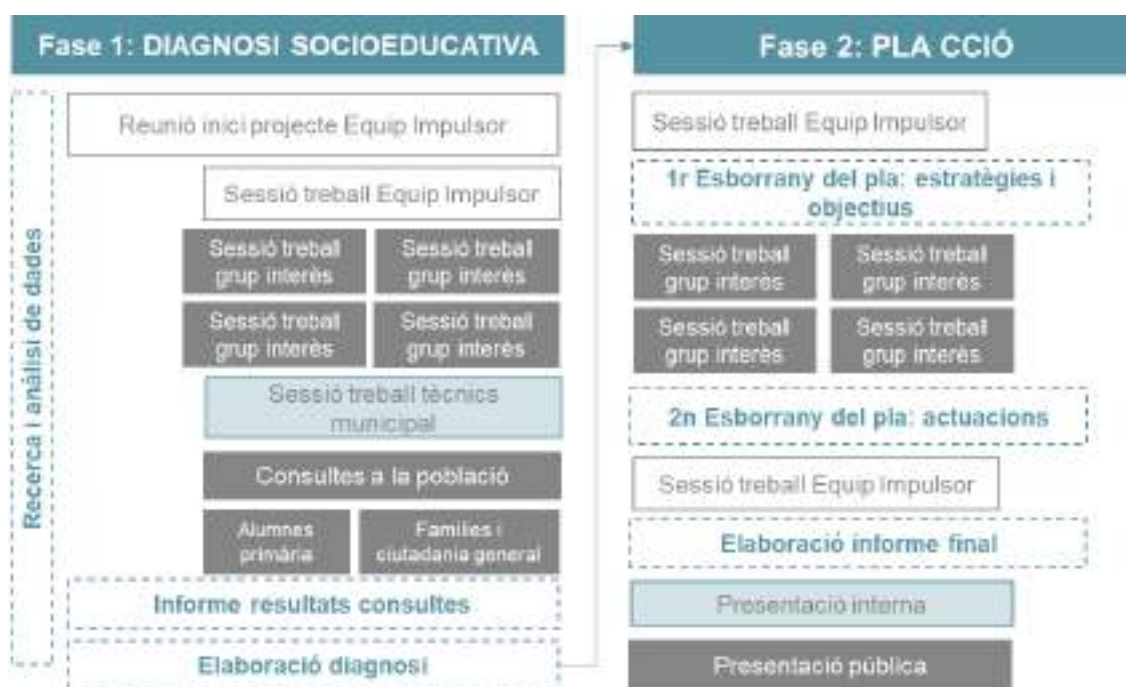 Fase 1: DIAGNOSI SOCIOEDUCATIVA
Recerca i anàlisi de dades
Reunió inici projecte Equip Impulsor
Sessió treball Equip Impulsor
Sessió treball
grup interès
Sessió treball
grup interès
Sessió treball
grup interès
Sessió treball
grup interès
Sessió treball tècnics
municipal
Consultes a la població
Alumnes
primària
Famílies i
ciutadania general
Informe resultats consultes
Elaboració diagnosi
Fase 2: PLA CCIÓ
Sessió treball Equip Impulsor
1r Esborrany del pla: estratègies i
objectius
Sessió treball
grup interès
Sessió treball
grup interès
Sessió treball
grup interès
Sessió treball
grup interès
2n Esborrany del pla: actuacions
Sessió treball Equip Impulsor
Elaboració informe final
Presentació interna
Presentació pública